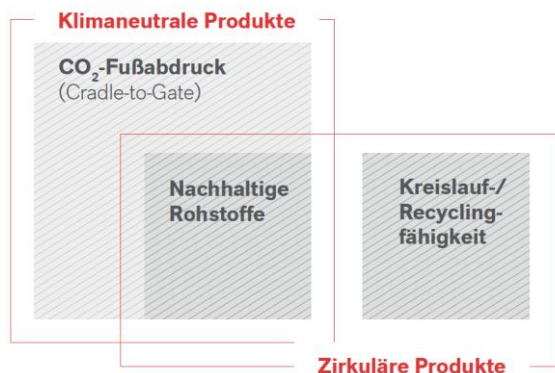 Klimaneutrale Produkte
CO₂-Fußabdruck
(Cradle-to-Gate)
Nachhaltige
Rohstoffe
Kreislauf-/
Recycling-
fähigkeit
Zirkuläre Produkte